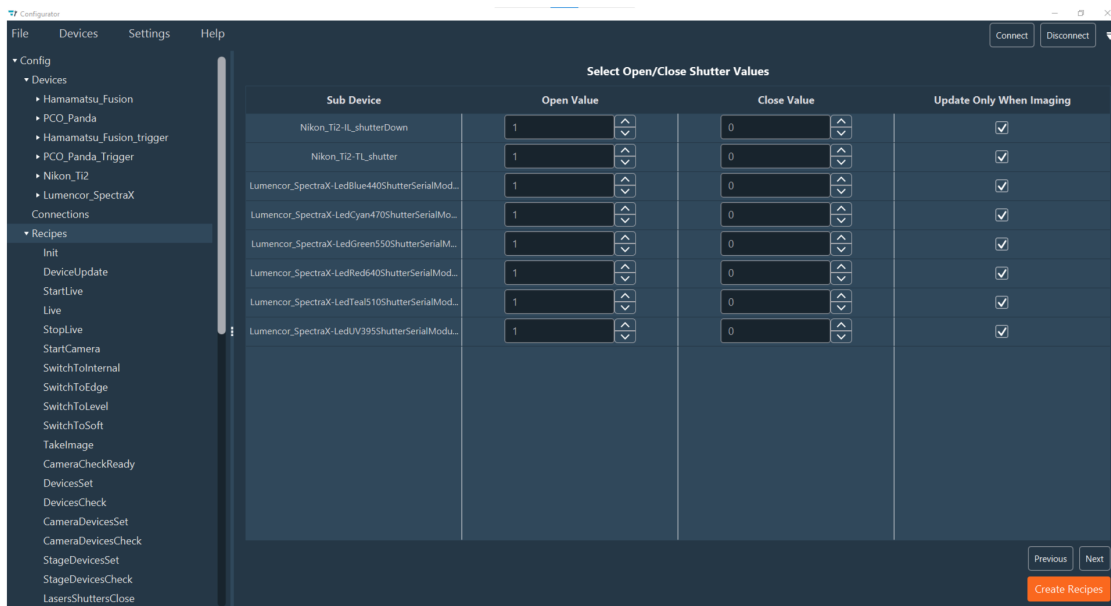 Configurator
File Devices Settings Help
Connect Disconnect
Config
Devices
Hamamatsu_Fusion
PCO_Panda
Hamamatsu_Fusion_trigger
PCO_Panda_Trigger
Nikon_Ti2
Lumencor_SpectraX
Connections
Recipes
Init
DeviceUpdate
StartLive
Live
StopLive
StartCamera
SwitchToInternal
SwitchToEdge
SwitchToLevel
SwitchToSoft
TakeImage
CameraCheckReady
DevicesSet
DevicesCheck
CameraDevicesSet
CameraDevicesCheck
StageDevicesSet
StageDevicesCheck
LasersShuttersClose
Select Open/Close Shutter Values
Sub Device Open Value Close Value Update Only When Imaging
Nikon_Ti2-IL_shutterDown 1 0
Nikon_Ti2-TL_shutter 1 0
Lumencor_SpectraX-LedBlue440ShutterSerialMod... 1 0
Lumencor_SpectraX-LedCyan470ShutterSerialMo... 1 0
Lumencor_SpectraX-LedGreen550ShutterSerialM... 1 0
Lumencor_SpectraX-LedRed640ShutterSerialMod... 1 0
Lumencor_SpectraX-LedTeal510ShutterSerialMod... 1 0
Lumencor_SpectraX-LedUV395ShutterSerialModu... 1 0
Previous Next
Create Recipes